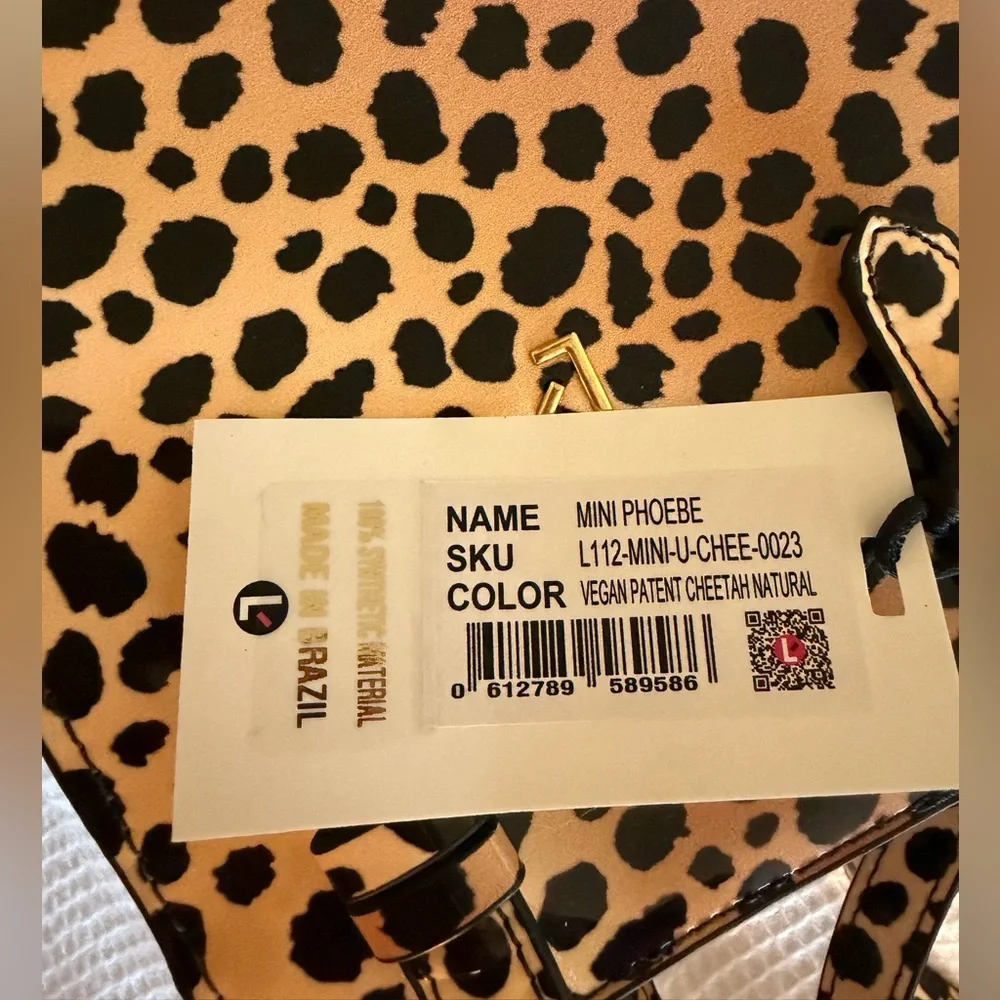 NAME MINI PHOEBE
SKU L112-MINI-U-CHEE-0023
COLOR VEGAN PATENT CHEETAH NATURAL
0 612789 589586
100% SYNTHETIC MATERIAL
MADE IN BRAZIL
L
L